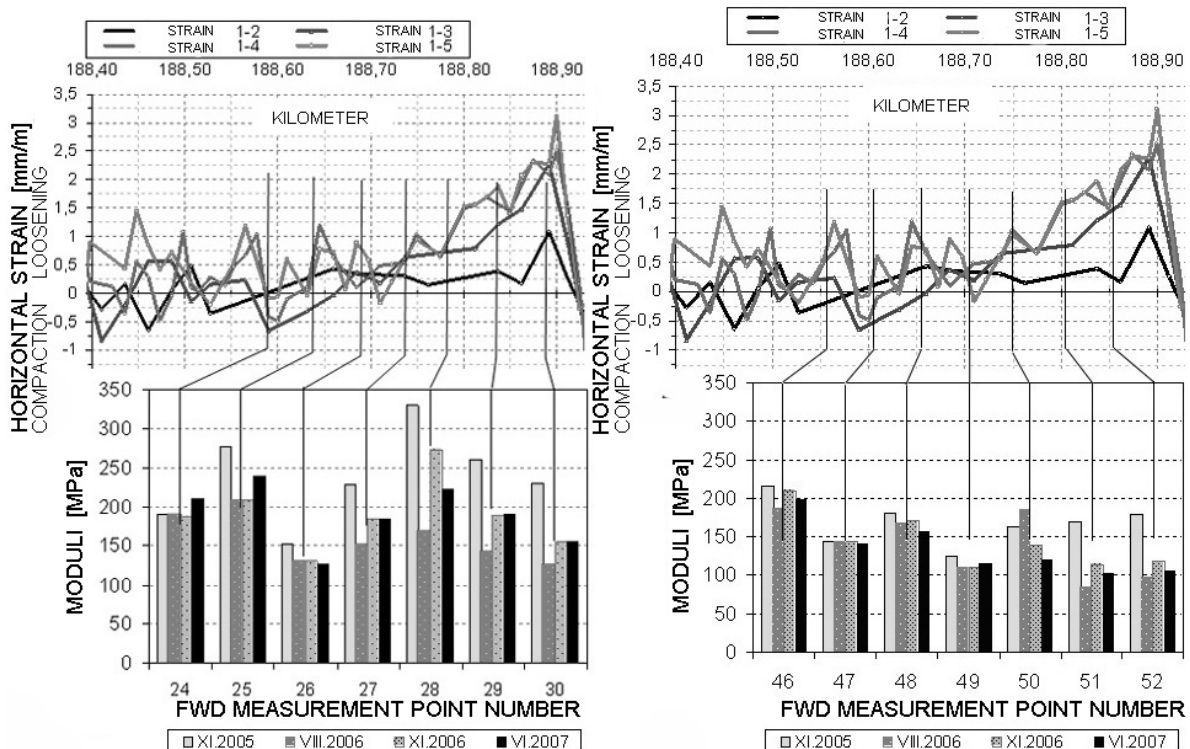 STRAIN 1-2 STRAIN 1-3
STRAIN 1-4 STRAIN 1-5
188,40 188,50 188,60 188,70 188,80 188,90
KILOMETER
3,5
3
2,5
2
1,5
1
0,5
0
-0,5
-1
HORIZONTAL STRAIN [mm/m]
COMPACTION LOOSENING
350
300
250
200
150
100
50
0
MODULI [MPa]
24 25 26 27 28 29 30
FWD MEASUREMENT POINT NUMBER
XI.2005 VIII.2006 XI.2006 VI.2007
STRAIN 1-2 STRAIN 1-3
STRAIN 1-4 STRAIN 1-5
188,40 188,50 188,60 188,70 188,80 188,90
KILOMETER
3,5
3
2,5
2
1,5
1
0,5
0
-0,5
-1
HORIZONTAL STRAIN [mm/m]
COMPACTION LOOSENING
350
300
250
200
150
100
50
0
MODULI [MPa]
46 47 48 49 50 51 52
FWD MEASUREMENT POINT NUMBER
XI.2005 VIII.2006 XI.2006 VI.2007